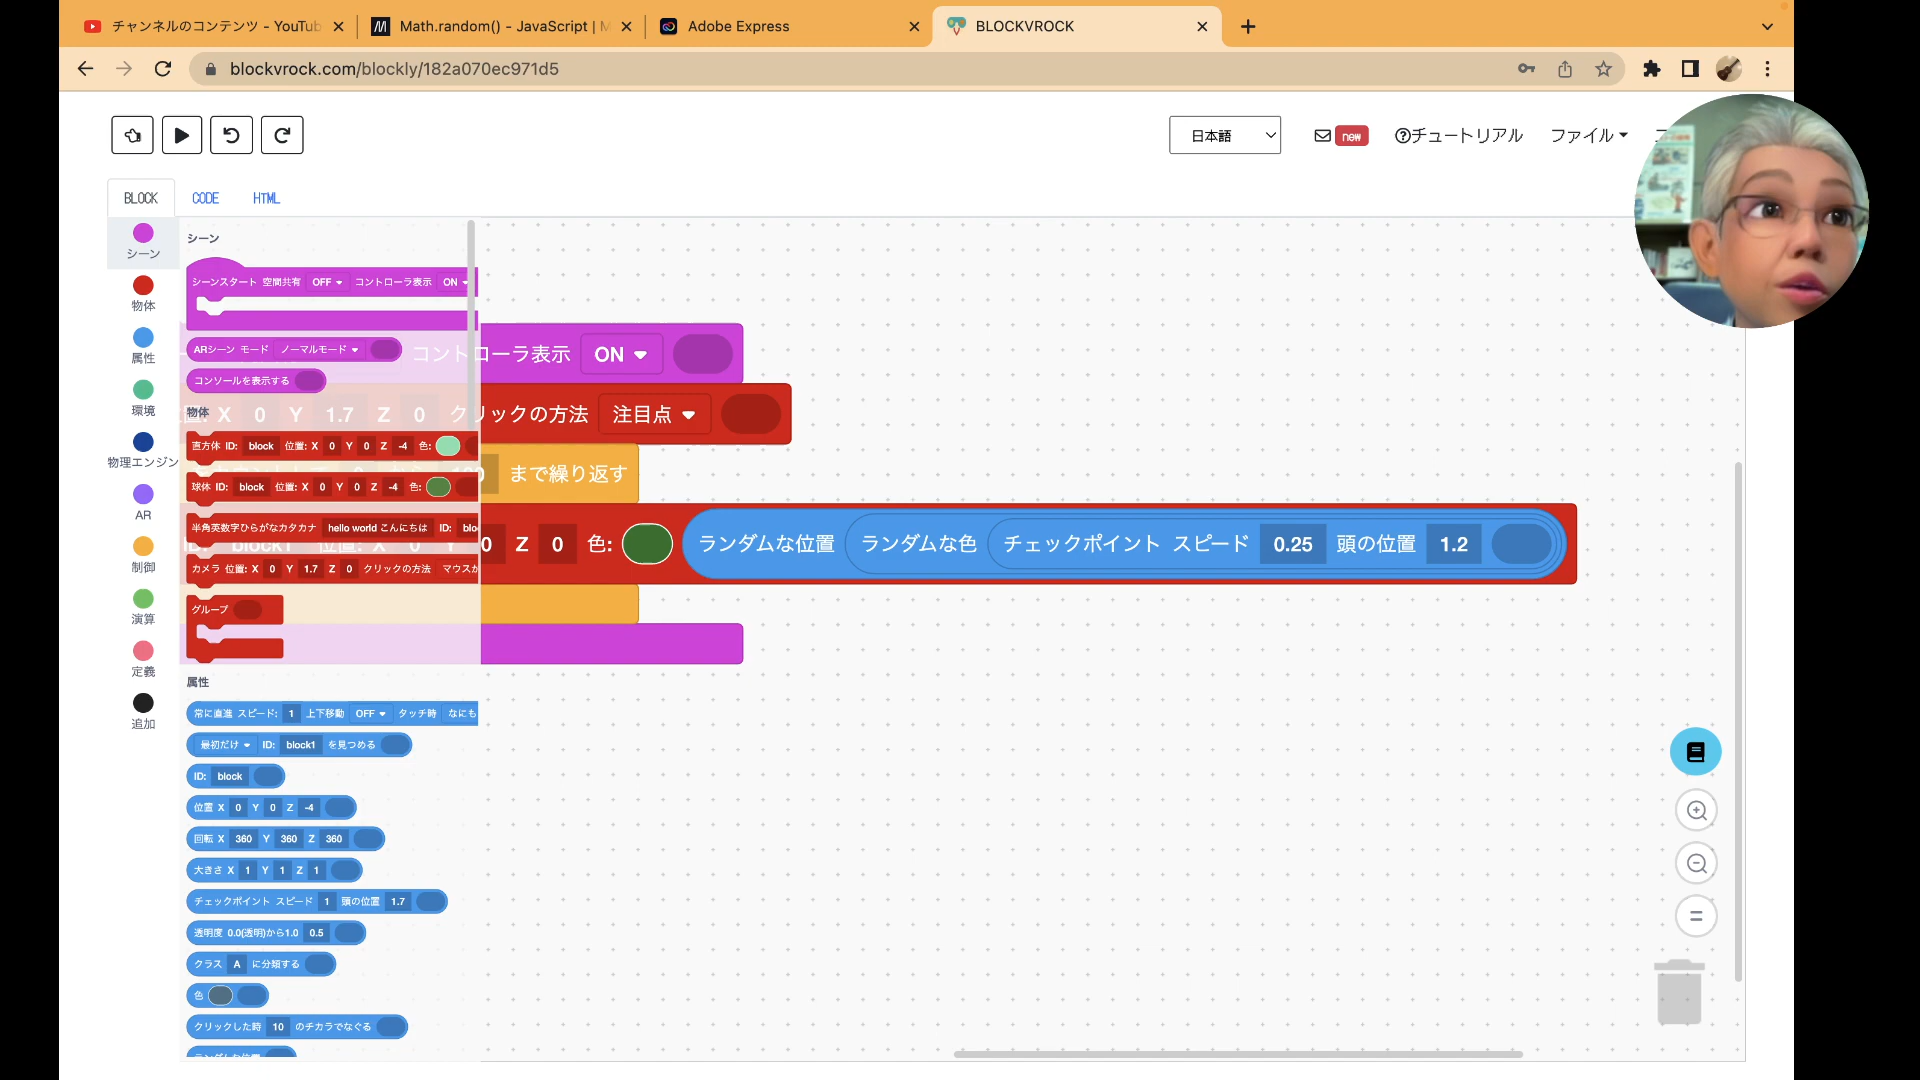 チャンネルのコンテンツ - YouTub
Math.random() - JavaScript | M
Adobe Express
BLOCKVROCK
blockvrock.com/blockly/182a070ec971d5
日本語
new
チュートリアル
ファイル
BLOCK
CODE
HTML
シーン
物体
属性
環境
物理エンジン
AR
制御
演算
定義
追加
シーン
シーンスタート 空間共有 OFF コントローラ表示 ON
ARシーン モード ノーマルモード
コンソールを表示する
物体
直方体 ID: block 位置: X 0 Y 0 Z -4 色:
球体 ID: block 位置: X 0 Y 0 Z -4 色:
半角英数字ひらがなカタカナ hello world こんにちは ID: blo
カメラ 位置: X 0 Y 1.7 Z 0 クリックの方法 マウスカ
グループ
属性
常に直進 スピード: 1 上下移動 OFF タッチ時 なにも
最初だけ ID: block1 を見つめる
ID: block
位置 X 0 Y 0 Z -4
回転 X 360 Y 360 Z 360
大きさ X 1 Y 1 Z 1
チェックポイント スピード 1 頭の位置 1.7
透明度 0.0(透明)から1.0 0.5
クラス A に分類する
色
クリックした時 10 のチカラでなぐる
ランダムな位置
コントローラ表示 ON
X 0 Y 1.7 Z 0 クリックの方法 注目点
まで繰り返す
ID: block1 位置: X 0 Y 0 Z 0 色: ランダムな位置 ランダムな色 チェックポイント スピード 0.25 頭の位置 1.2